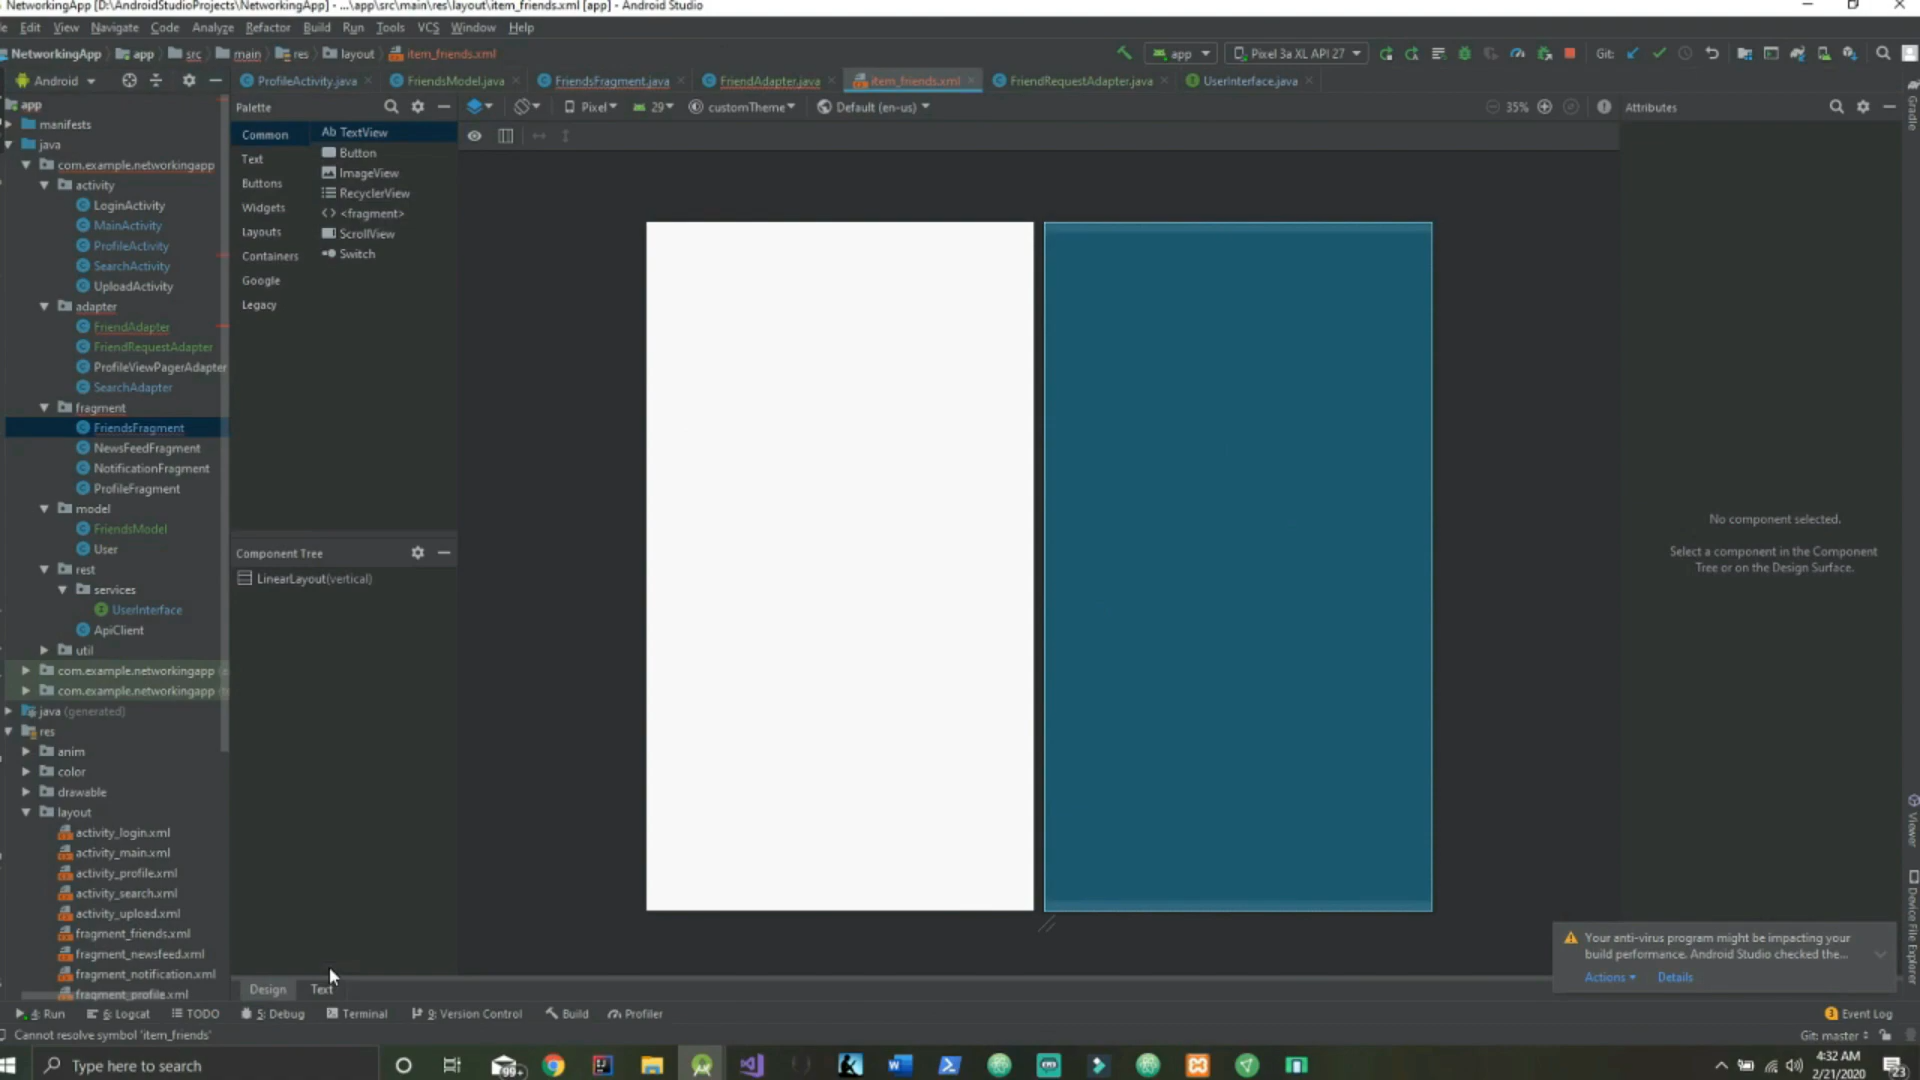 NetworkingApp [D:\AndroidStudioProjects\NetworkingApp] - ...\app\src\main\res\layout\item_friends.xml [app] - Android Studio
Edit View Navigate Code Analyze Refactor Build Run Tools VCS Window Help
NetworkingApp app src main res layout item_friends.xml
app Pixel 3a XL API 27 Git:
Android
ProfileActivity.java FriendsModel.java FriendsFragment.java FriendAdapter.java item_friends.xml FriendRequestAdapter.java UserInterface.java
app
manifests
java
com.example.networkingapp
activity
LoginActivity
MainActivity
ProfileActivity
SearchActivity
UploadActivity
adapter
FriendAdapter
FriendRequestAdapter
ProfileViewPagerAdapter
SearchAdapter
fragment
FriendsFragment
NewsFeedFragment
NotificationFragment
ProfileFragment
model
FriendsModel
User
rest
services
UserInterface
ApiClient
util
com.example.networkingapp
com.example.networkingapp
java (generated)
res
anim
color
drawable
layout
activity_login.xml
activity_main.xml
activity_profile.xml
activity_search.xml
activity_upload.xml
fragment_friends.xml
fragment_newsfeed.xml
fragment_notification.xml
fragment_profile.xml
Palette
Common
Text
Buttons
Widgets
Layouts
Containers
Google
Legacy
Ab TextView
Button
ImageView
RecyclerView
<> <fragment>
ScrollView
Switch
Component Tree
LinearLayout(vertical)
Pixel 29 customTheme Default (en-us) 35%
Attributes
No component selected.
Select a component in the Component
Tree or on the Design Surface.
Gradle
Viewer
Device File Explorer
Your anti-virus program might be impacting your
build performance. Android Studio checked the...
Actions Details
Design Text
4: Run 6: Logcat TODO 5: Debug Terminal 9: Version Control Build Profiler
3 Event Log
Cannot resolve symbol 'item_friends'
Git: master
Type here to search
99+
4:32 AM
2/21/2020
23